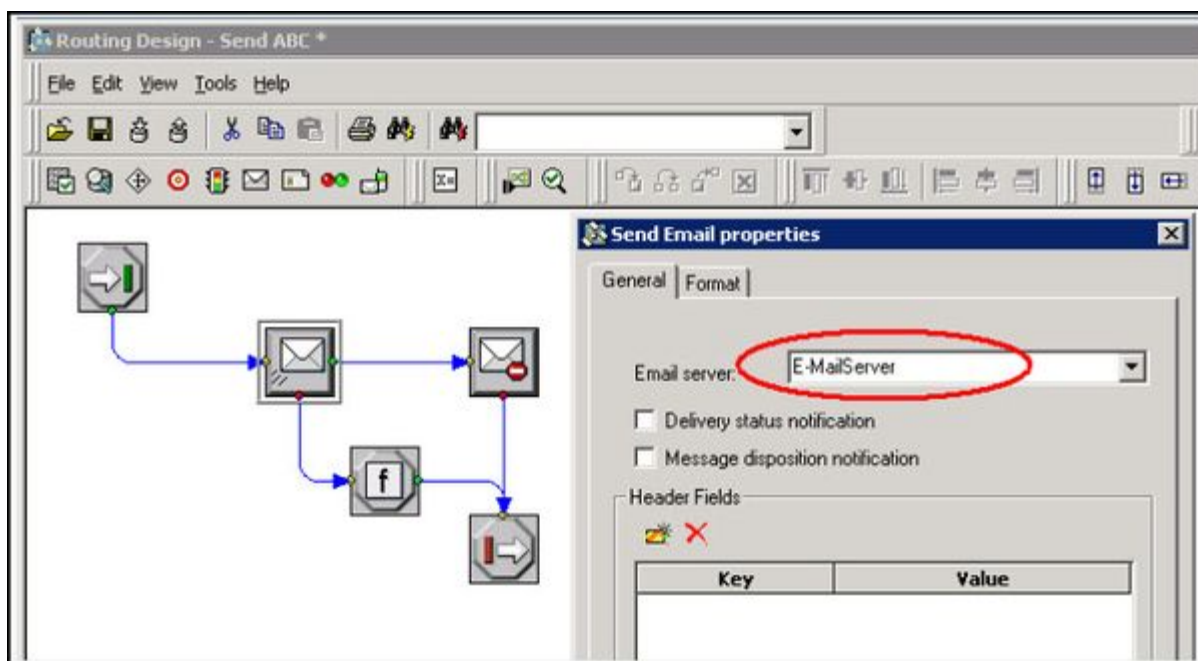 Routing Design - Send ABC *
File Edit View Tools Help
X=
Send Email properties
General Format
Email server: E-MailServer
Delivery status notification
Message disposition notification
f
Header Fields
Key Value